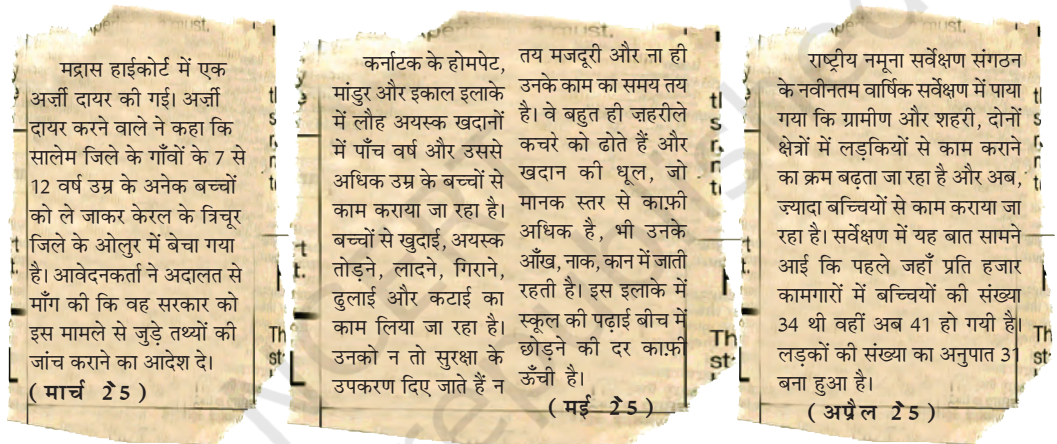 मद्रास हाईकोर्ट में एक
अर्जी दायर की गई। अर्जी
दायर करने वाले ने कहा कि
सालेम जिले के गाँवों के 7 से
12 वर्ष उम्र के अनेक बच्चों
को ले जाकर केरल के त्रिचूर
जिले के ओलुर में बेचा गया
है। आवेदनकर्ता ने अदालत से
माँग की कि वह सरकार को
इस मामले से जुड़े तथ्यों की
जांच कराने का आदेश दे।
( मार्च 25 )
कर्नाटक के होमपेट,
मांडुर और इकाल इलाके
में लौह अयस्क खदानों
में पाँच वर्ष और उससे
अधिक उम्र के बच्चों से
काम कराया जा रहा है।
बच्चों से खुदाई, अयस्क
तोड़ने, लादने, गिराने,
ढुलाई और कटाई का
काम लिया जा रहा है।
उनको न तो सुरक्षा के
उपकरण दिए जाते हैं न
तय मजदूरी और ना ही
उनके काम का समय तय
है। वे बहुत ही ज़हरीले
कचरे को ढोते हैं और
खदान की धूल, जो
मानक स्तर से काफ़ी
अधिक है, भी उनके
आँख, नाक, कान में जाती
रहती है। इस इलाके में
स्कूल की पढ़ाई बीच में
छोड़ने की दर काफ़ी
ऊँची है।
( मई 25 )
राष्ट्रीय नमूना सर्वेक्षण संगठन
के नवीनतम वार्षिक सर्वेक्षण में पाया
गया कि ग्रामीण और शहरी, दोनों
क्षेत्रों में लड़कियों से काम कराने
का क्रम बढ़ता जा रहा है और अब,
ज्यादा बच्चियों से काम कराया जा
रहा है। सर्वेक्षण में यह बात सामने
आई कि पहले जहाँ प्रति हजार
कामगारों में बच्चियों की संख्या
34 थी वहीं अब 41 हो गयी है।
लड़कों की संख्या का अनुपात 31
बना हुआ है।
( अप्रैल 25 )